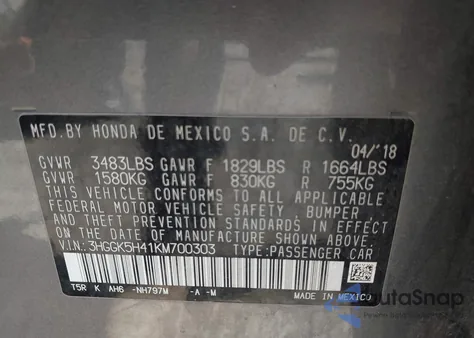 MFD.BY HONDA DE MEXICO S.A. DE C.V.
04/'18
GVWR 3483LBS GAWR F 1829LBS R 1664LBS
GVWR 1580KG GAWR F 830KG R 755KG
THIS VEHICLE CONFORMS TO ALL APPLICABLE
FEDERAL MOTOR VEHICLE SAFETY, BUMPER,
AND THEFT PREVENTION STANDARDS IN EFFECT
ON THE DATE OF MANUFACTURE SHOWN ABOVE.
V.I.N: 3HGGK5H41KM700303 TYPE:PASSENGER CAR
T5R K AH6 -NH797M -A -M MADE IN MEXICO
AutoSnap